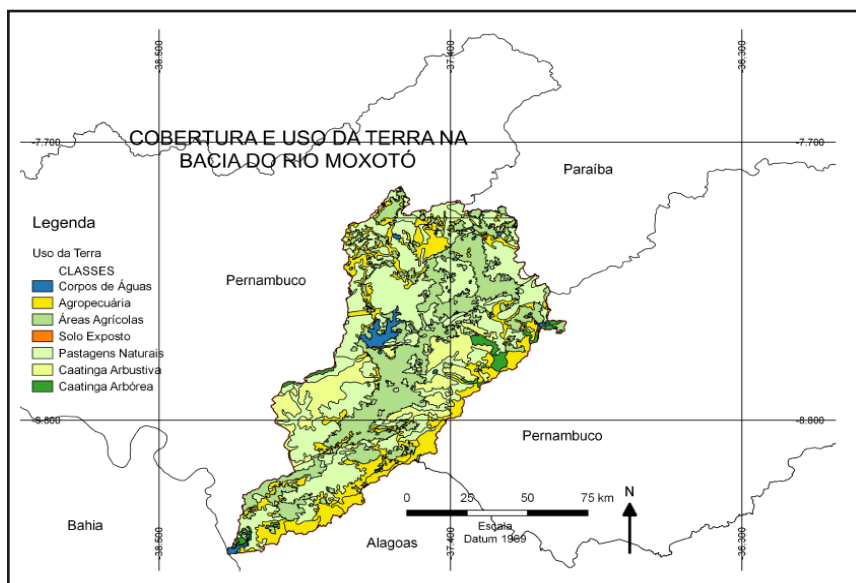 -38.500
-37.400
-36.300
-7.700
-7.700
COBERTURA E USO DA TERRA NA
BACIA DO RIO MOXOTÓ
Paraíba
Legenda
Uso da Terra
CLASSES
Corpos de Águas
Agropecuária
Áreas Agrícolas
Solo Exposto
Pastagens Naturais
Caatinga Arbustiva
Caatinga Arbórea
Pernambuco
-8.800
-8.800
Pernambuco
0
25
50
75 km
N
Escala
Datum 1969
Bahia
Alagoas
-38.500
-37.400
-36.300